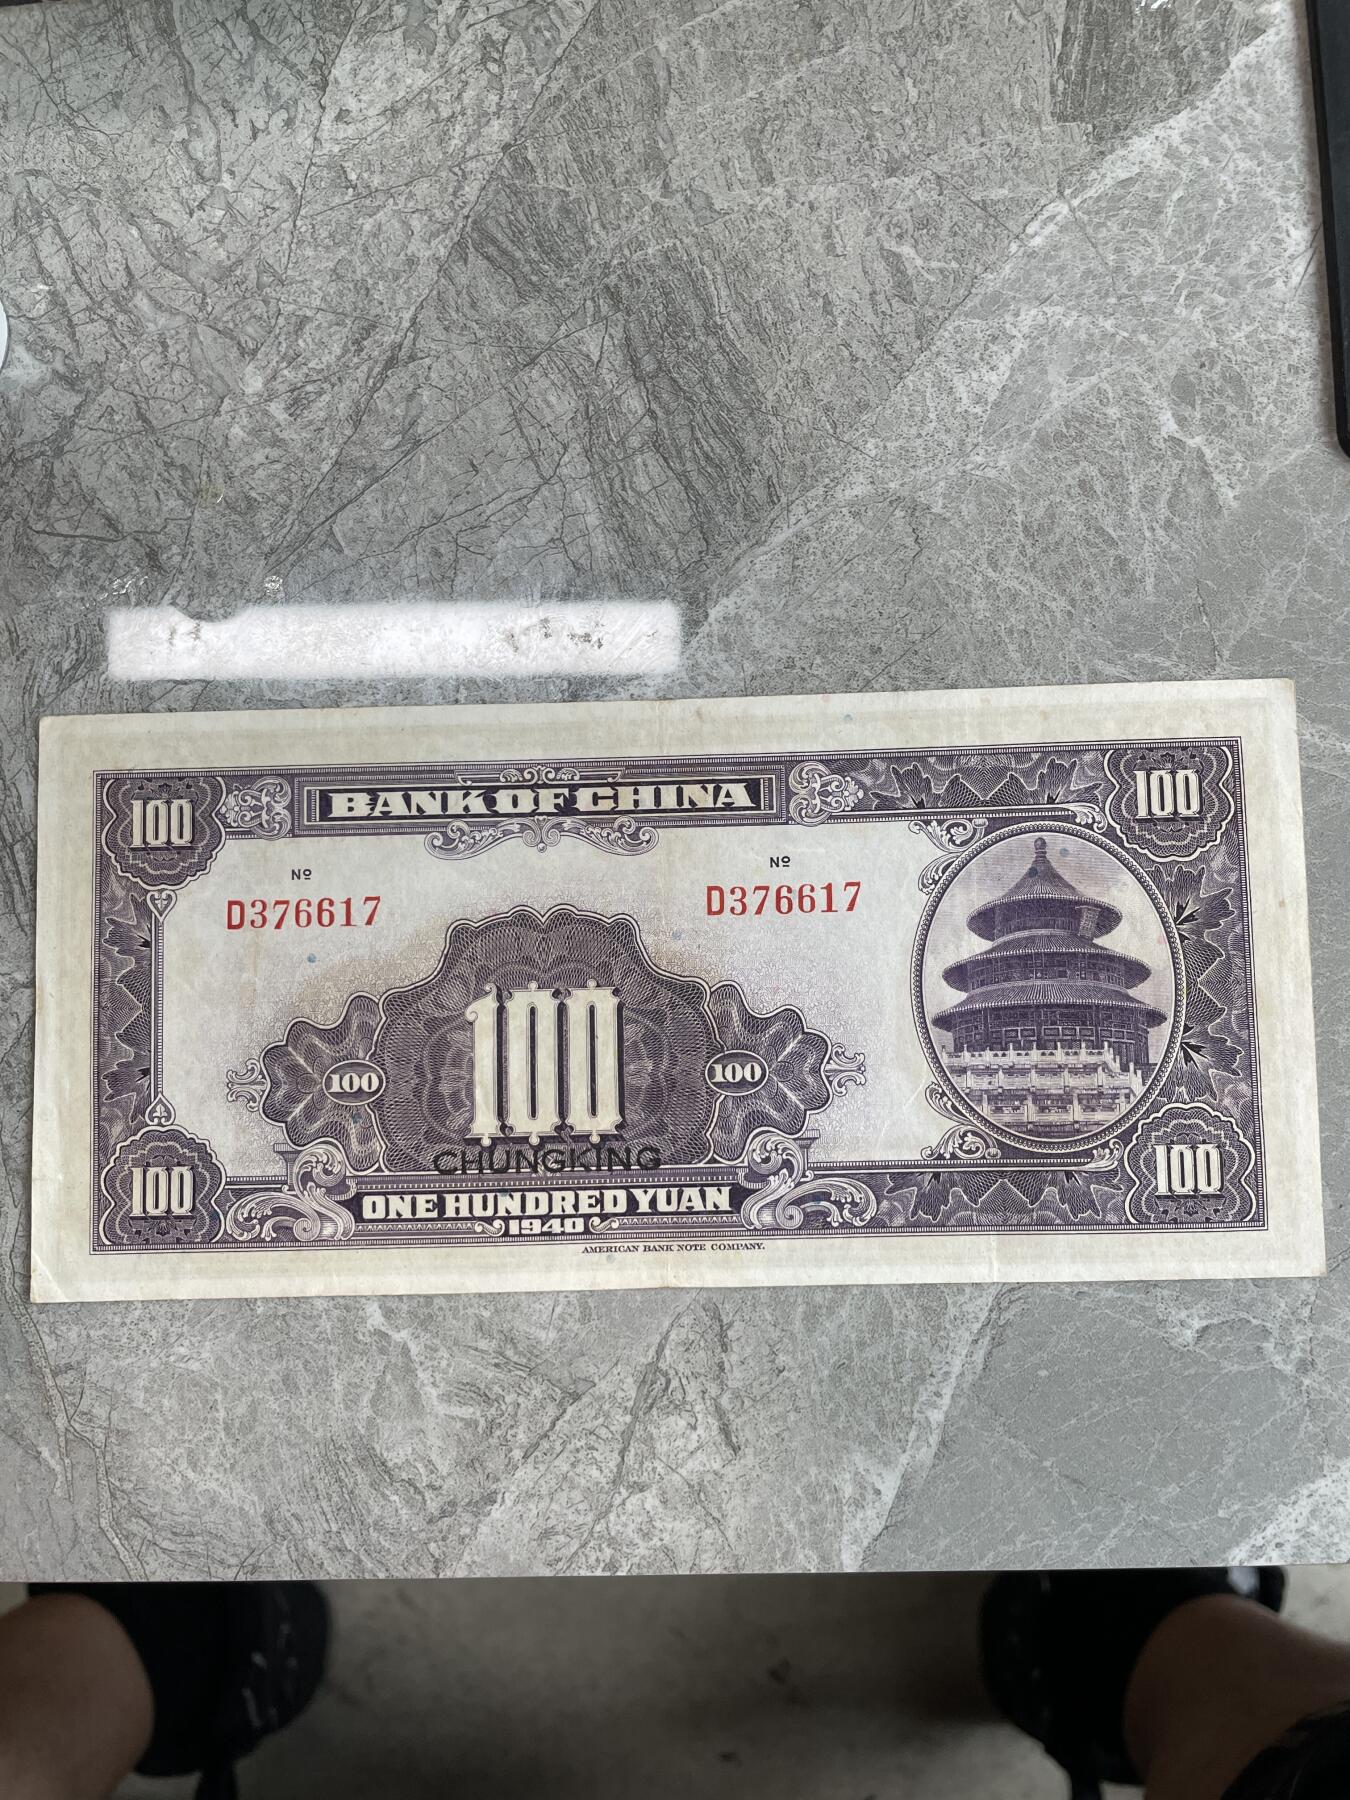 100 BANK OF CHINA 100
Nº Nº
D376617 D376617
100 100 100
CHUNGKING
100 ONE HUNDRED YUAN 100
1940
AMERICAN BANK NOTE COMPANY.